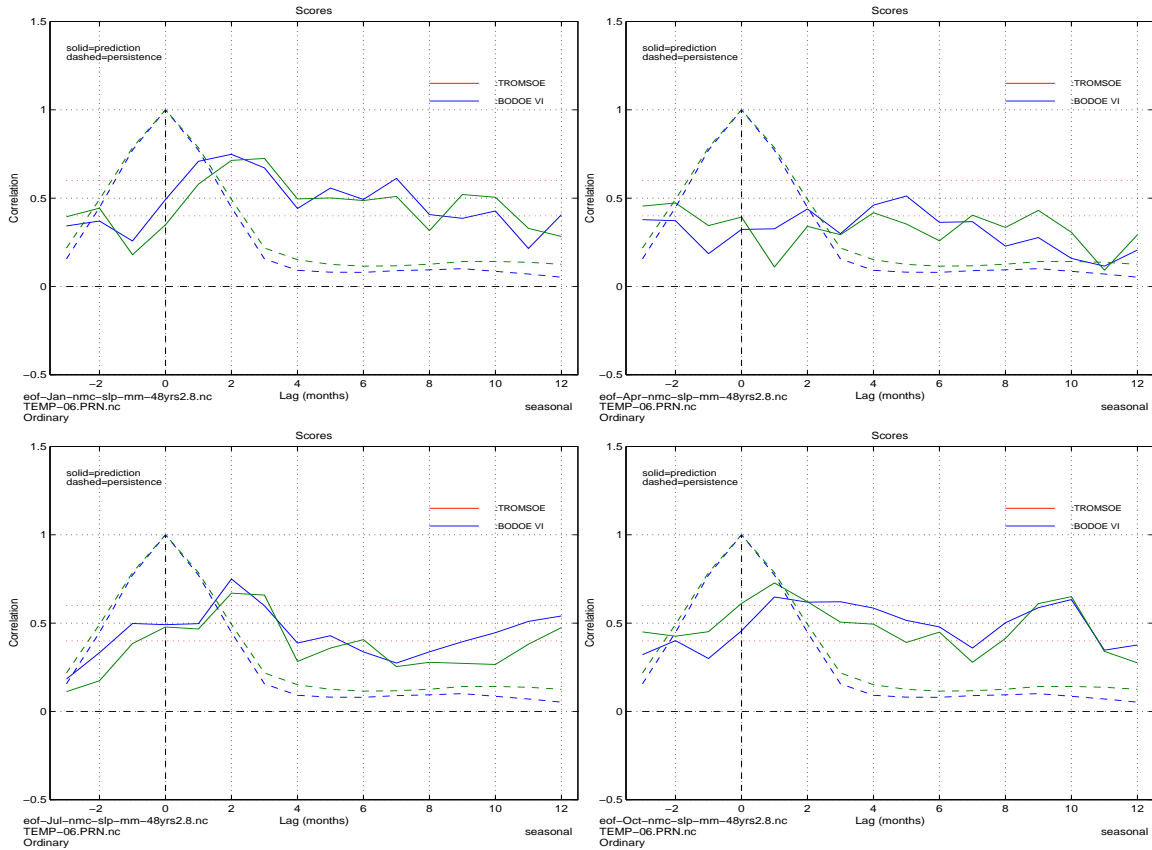 Scores
1.5
solid=prediction
dashed=persistence
:TROMSOE
:BODOE VI
1
0.5
0
−0.5
Correlation
−2 0 2 4 6 8 10 12
Lag (months)
eof−Jan−nmc−slp−mm−48yrs2.8.nc
TEMP−06.PRN.nc
Ordinary
seasonal
Scores
1.5
solid=prediction
dashed=persistence
:TROMSOE
:BODOE VI
1
0.5
0
−0.5
Correlation
−2 0 2 4 6 8 10 12
Lag (months)
eof−Apr−nmc−slp−mm−48yrs2.8.nc
TEMP−06.PRN.nc
Ordinary
seasonal
Scores
1.5
solid=prediction
dashed=persistence
:TROMSOE
:BODOE VI
1
0.5
0
−0.5
Correlation
−2 0 2 4 6 8 10 12
Lag (months)
eof−Jul−nmc−slp−mm−48yrs2.8.nc
TEMP−06.PRN.nc
Ordinary
seasonal
Scores
1.5
solid=prediction
dashed=persistence
:TROMSOE
:BODOE VI
1
0.5
0
−0.5
Correlation
−2 0 2 4 6 8 10 12
Lag (months)
eof−Oct−nmc−slp−mm−48yrs2.8.nc
TEMP−06.PRN.nc
Ordinary
seasonal